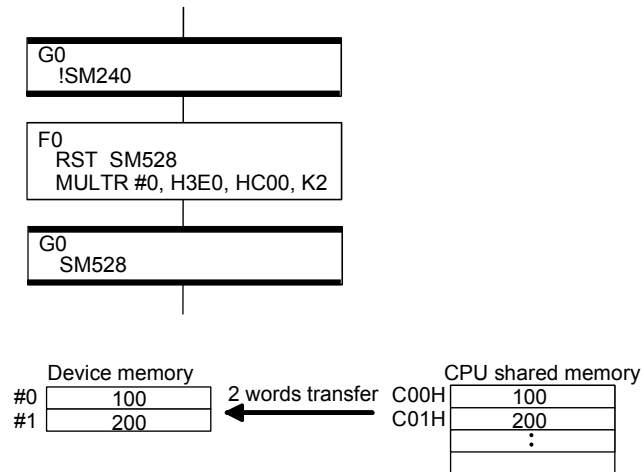 G0
!SM240
F0
RST SM528
MULTR #0, H3E0, HC00, K2
G0
SM528
Device memory
#0 100
#1 200
2 words transfer
CPU shared memory
C00H 100
C01H 200
: